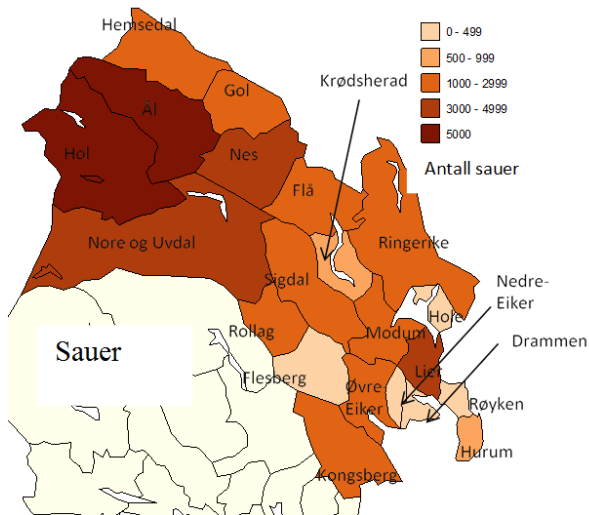 Hemsedal
0 - 499
500 - 999
1000 - 2999
3000 - 4999
5000
Antall sauer
Krødsherad
Gol
Ål
Hol
Nes
Flå
Nore og Uvdal
Ringerike
Sigdal
Nedre-
Eiker
Hole
Rollag
Modum
Drammen
Sauer
Lier
Flesberg
Øvre
Eiker
Røyken
Hurum
Kongsberg